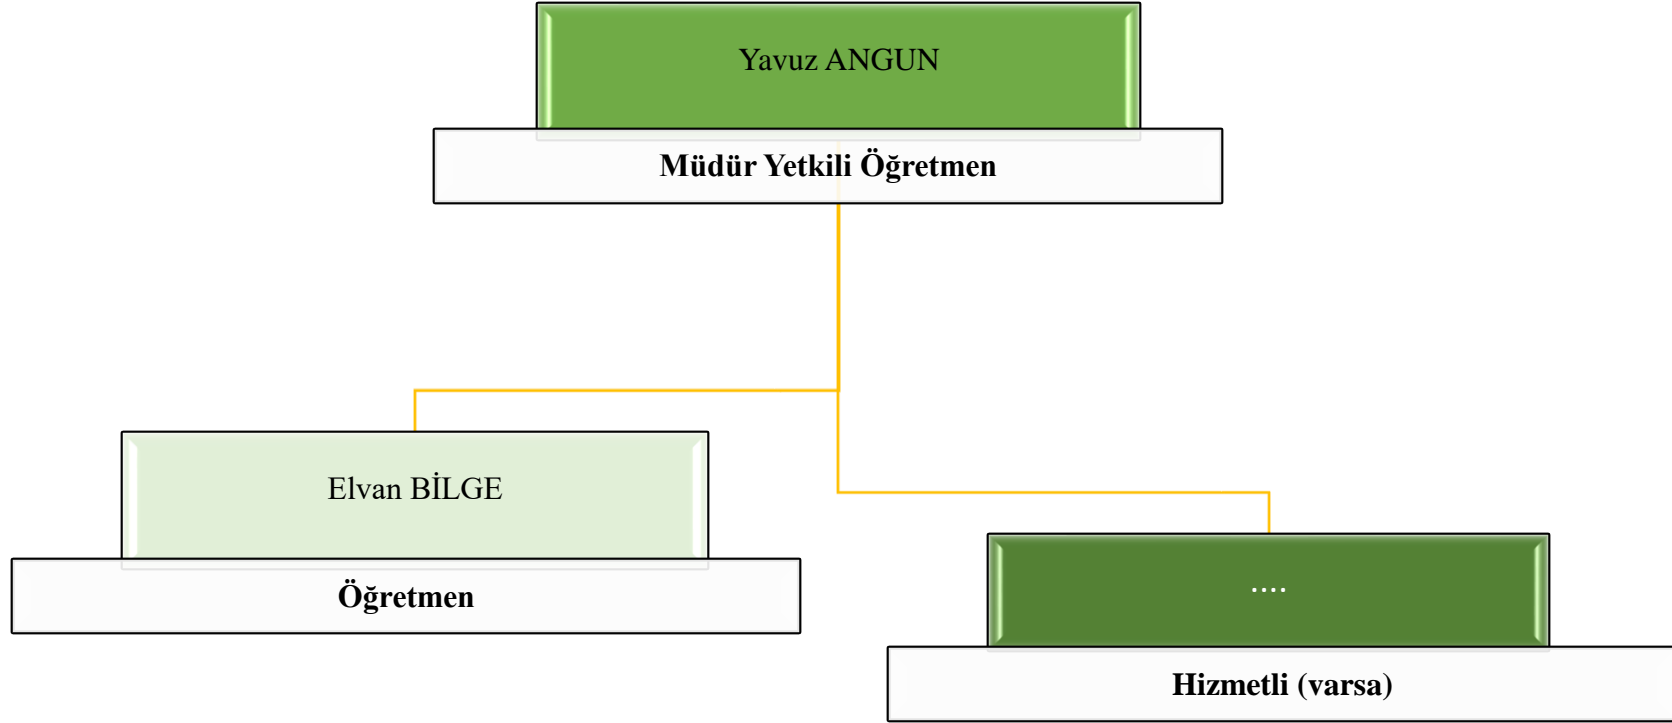 Yavuz ANGUN
Müdür Yetkili Öğretmen
Elvan BİLGE
Öğretmen
....
Hizmetli (varsa)